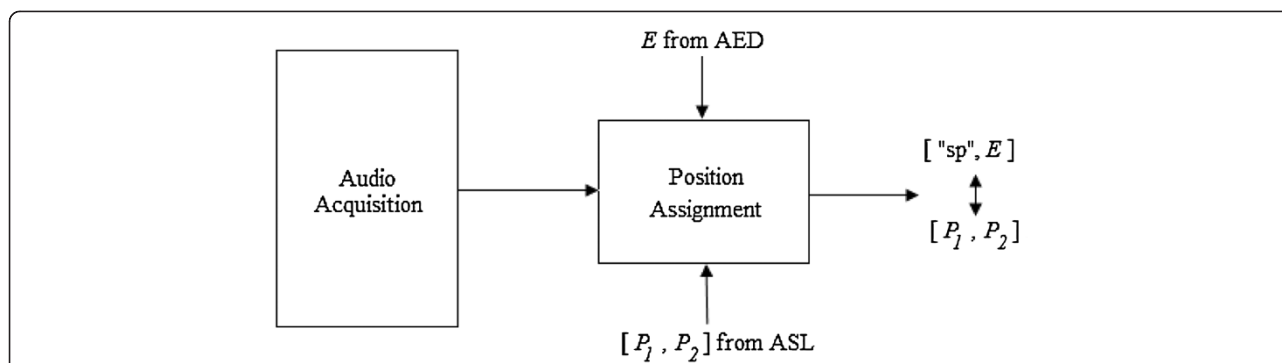 E from AED
Audio
Acquisition
Position
Assignment
[ "sp", E ]
[ P1 , P2 ]
[ P1 , P2 ] from ASL